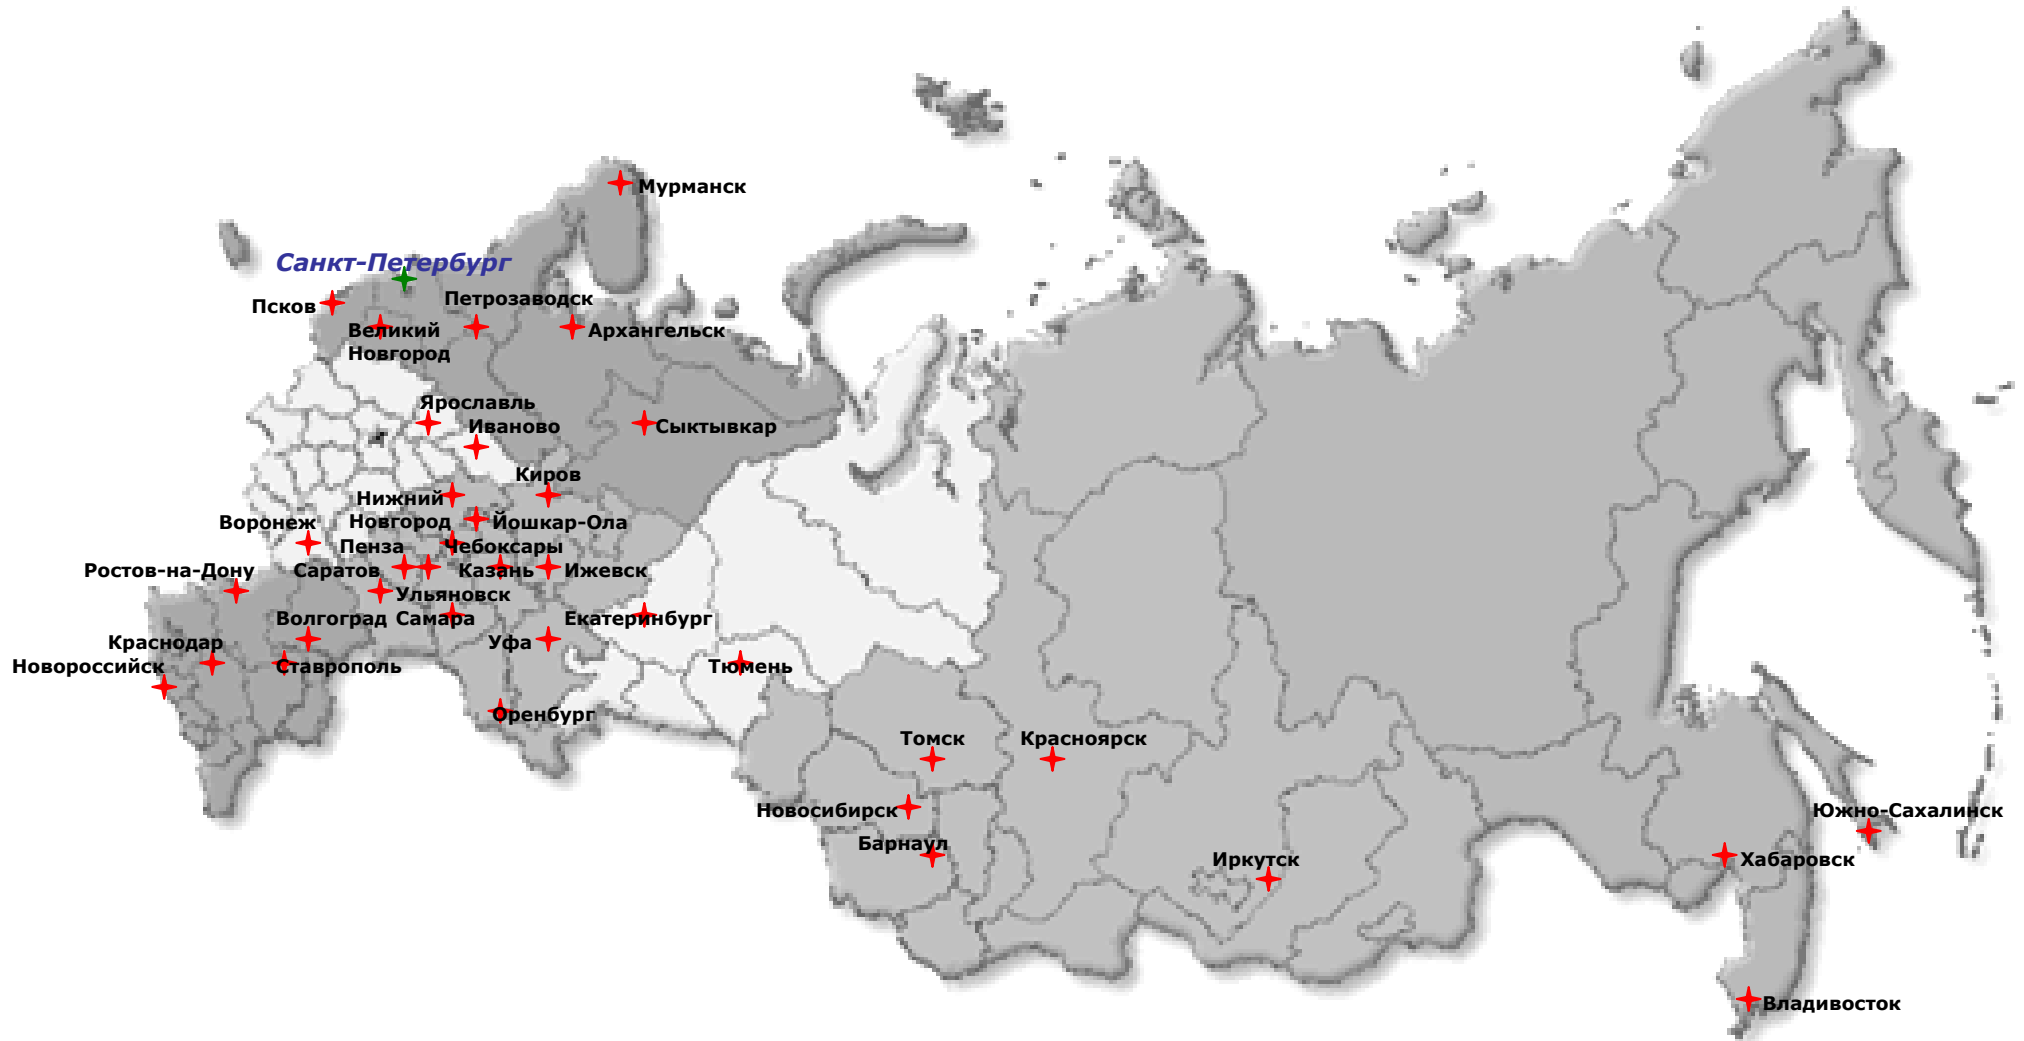 Мурманск
Санкт-Петербург
Петрозаводск
Псков
Великий
Новгород
Архангельск
Ярославль
Иваново
Сыктывкар
Киров
Нижний
Новгород
Йошкар-Ола
Воронеж
Пенза
Чебоксары
Ростов-на-Дону
Саратов
Казань
Ижевск
Ульяновск
Волгоград
Самара
Екатеринбург
Краснодар
Уфа
Новороссийск
Ставрополь
Тюмень
Оренбург
Томск
Красноярск
Новосибирск
Южно-Сахалинск
Барнаул
Иркутск
Хабаровск
Владивосток